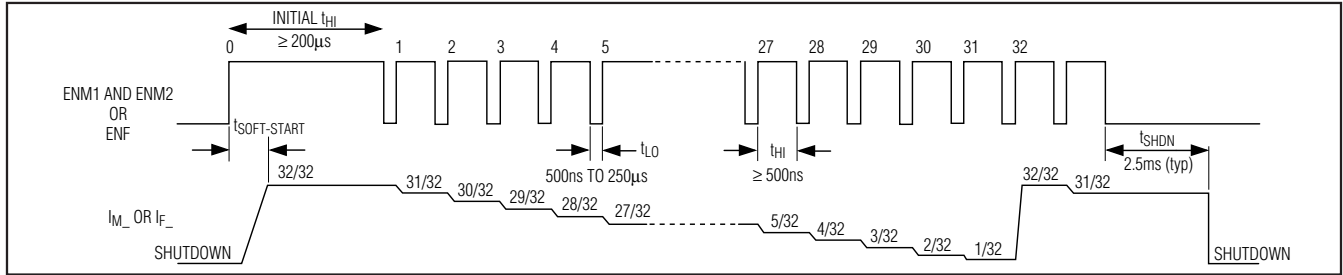 INITIAL tHI
≥ 200µs
0 1 2 3 4 5 27 28 29 30 31 32
ENM1 AND ENM2
OR
ENF
tSOFT-START
tLO
500ns TO 250µs
tHI
≥ 500ns
tSHDN
2.5ms (typ)
32/32 31/32 30/32 29/32 28/32 27/32 5/32 4/32 3/32 2/32 1/32 32/32 31/32
IM_ OR IF_
SHUTDOWN
SHUTDOWN